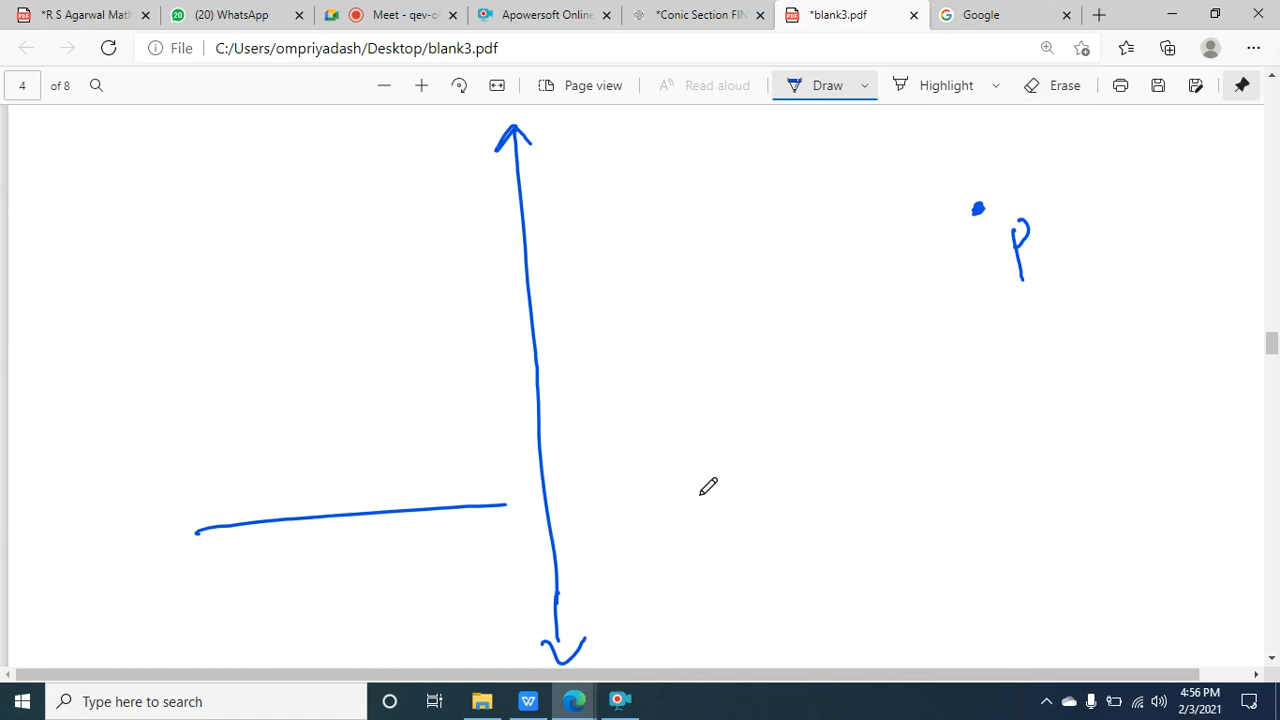 *R S Agarwal Math
(20) WhatsApp
Meet - qev-o
Apowersoft Online
*Conic Section FIN
*blank3.pdf
Google
File
C:/Users/ompriyadash/Desktop/blank3.pdf
4 of 8
Page view
Read aloud
Draw
Highlight
Erase
P
Type here to search
4:56 PM
2/3/2021